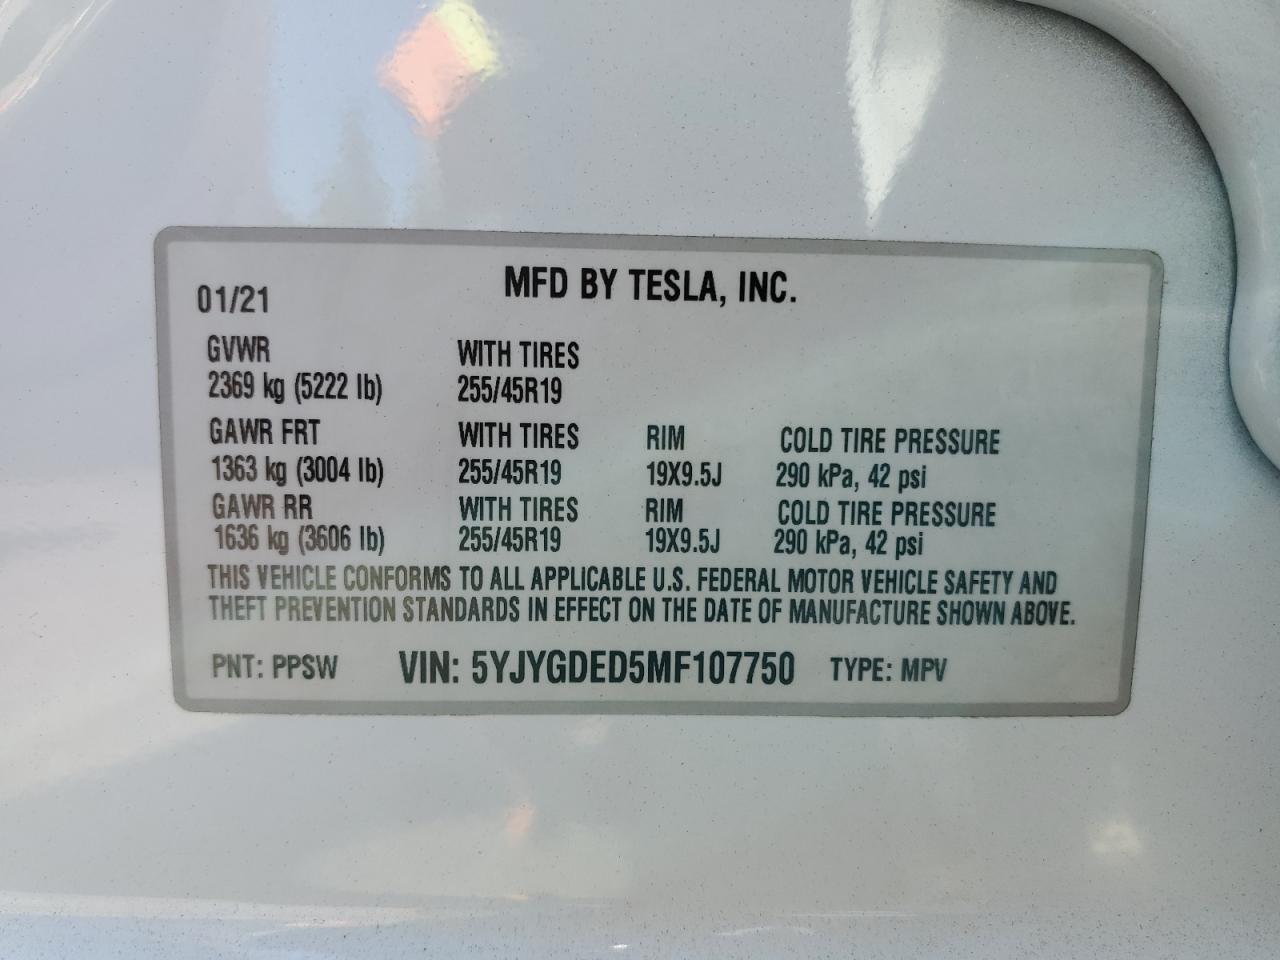 MFD BY TESLA, INC.
01/21
GVWR WITH TIRES
2369 kg (5222 lb) 255/45R19
GAWR FRT WITH TIRES RIM COLD TIRE PRESSURE
1363 kg (3004 lb) 255/45R19 19X9.5J 290 kPa, 42 psi
GAWR RR WITH TIRES RIM COLD TIRE PRESSURE
1636 kg (3606 lb) 255/45R19 19X9.5J 290 kPa, 42 psi
THIS VEHICLE CONFORMS TO ALL APPLICABLE U.S. FEDERAL MOTOR VEHICLE SAFETY AND
THEFT PREVENTION STANDARDS IN EFFECT ON THE DATE OF MANUFACTURE SHOWN ABOVE.
PNT: PPSW VIN: 5YJYGDED5MF107750 TYPE: MPV